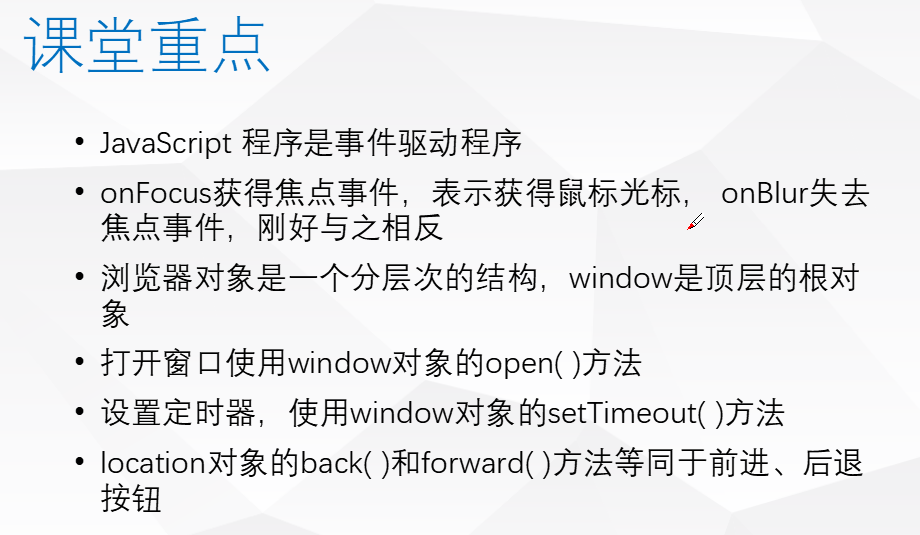 课堂重点
• JavaScript 程序是事件驱动程序
• onFocus获得焦点事件，表示获得鼠标光标， onBlur失去
焦点事件，刚好与之相反
• 浏览器对象是一个分层次的结构，window是顶层的根对
象
• 打开窗口使用window对象的open( )方法
• 设置定时器，使用window对象的setTimeout( )方法
• location对象的back( )和forward( )方法等同于前进、后退
按钮